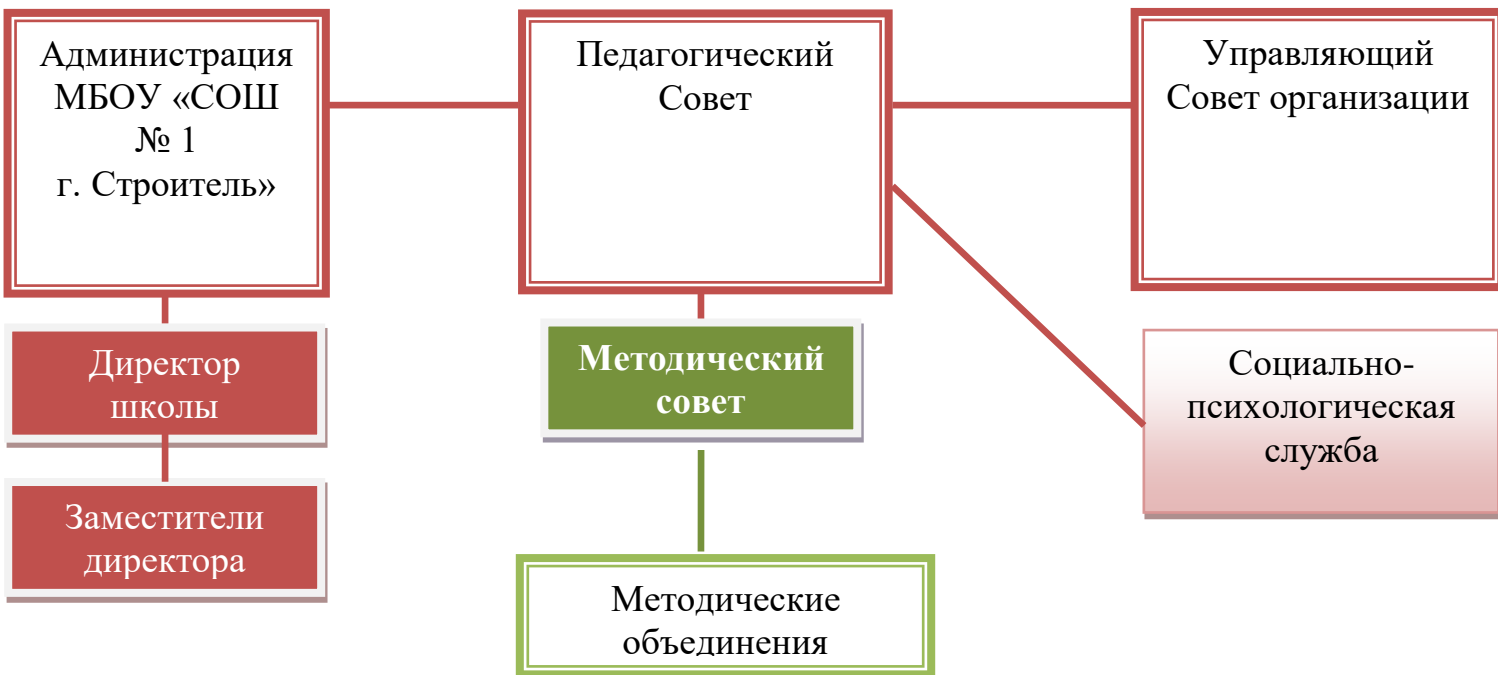 Администрация
МБОУ «СОШ
№ 1
г. Строитель»
Педагогический
Совет
Управляющий
Совет организации
Директор
школы
Методический
совет
Социально-
психологическая
служба
Заместители
директора
Методические
объединения